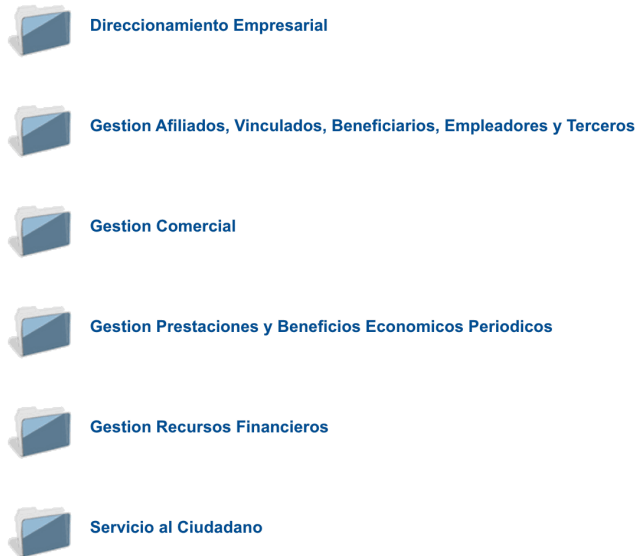 Direccionamiento Empresarial
Gestion Afiliados, Vinculados, Beneficiarios, Empleadores y Terceros
Gestion Comercial
Gestion Prestaciones y Beneficios Economicos Periodicos
Gestion Recursos Financieros
Servicio al Ciudadano